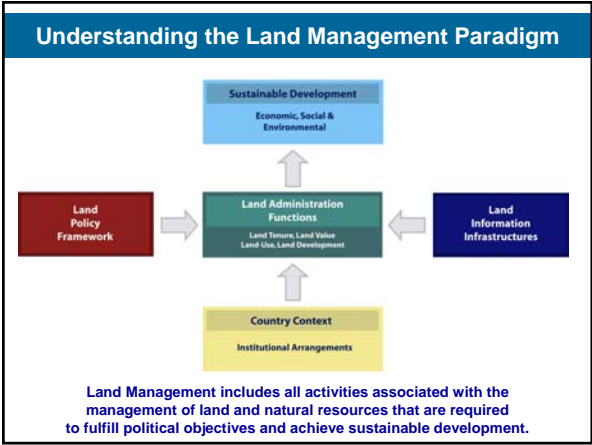 Understanding the Land Management Paradigm
Sustainable Development
Economic, Social &
Environmental
Land
Policy
Framework
Land Administration
Functions
Land Tenure, Land Value
Land-Use, Land Development
Land
Information
Infrastructures
Country Context
Institutional Arrangements
Land Management includes all activities associated with the
management of land and natural resources that are required
to fulfill political objectives and achieve sustainable development.